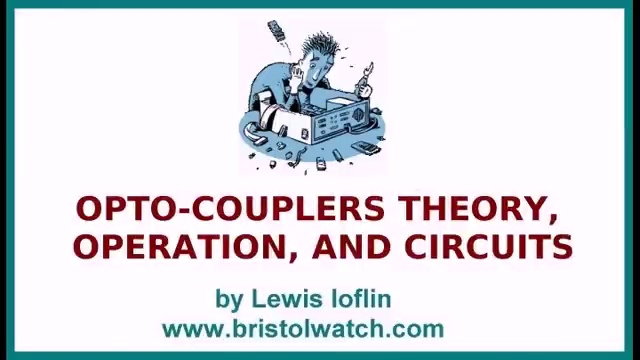 OPTO-COUPLERS THEORY,
OPERATION, AND CIRCUITS
by Lewis loflin
www.bristolwatch.com